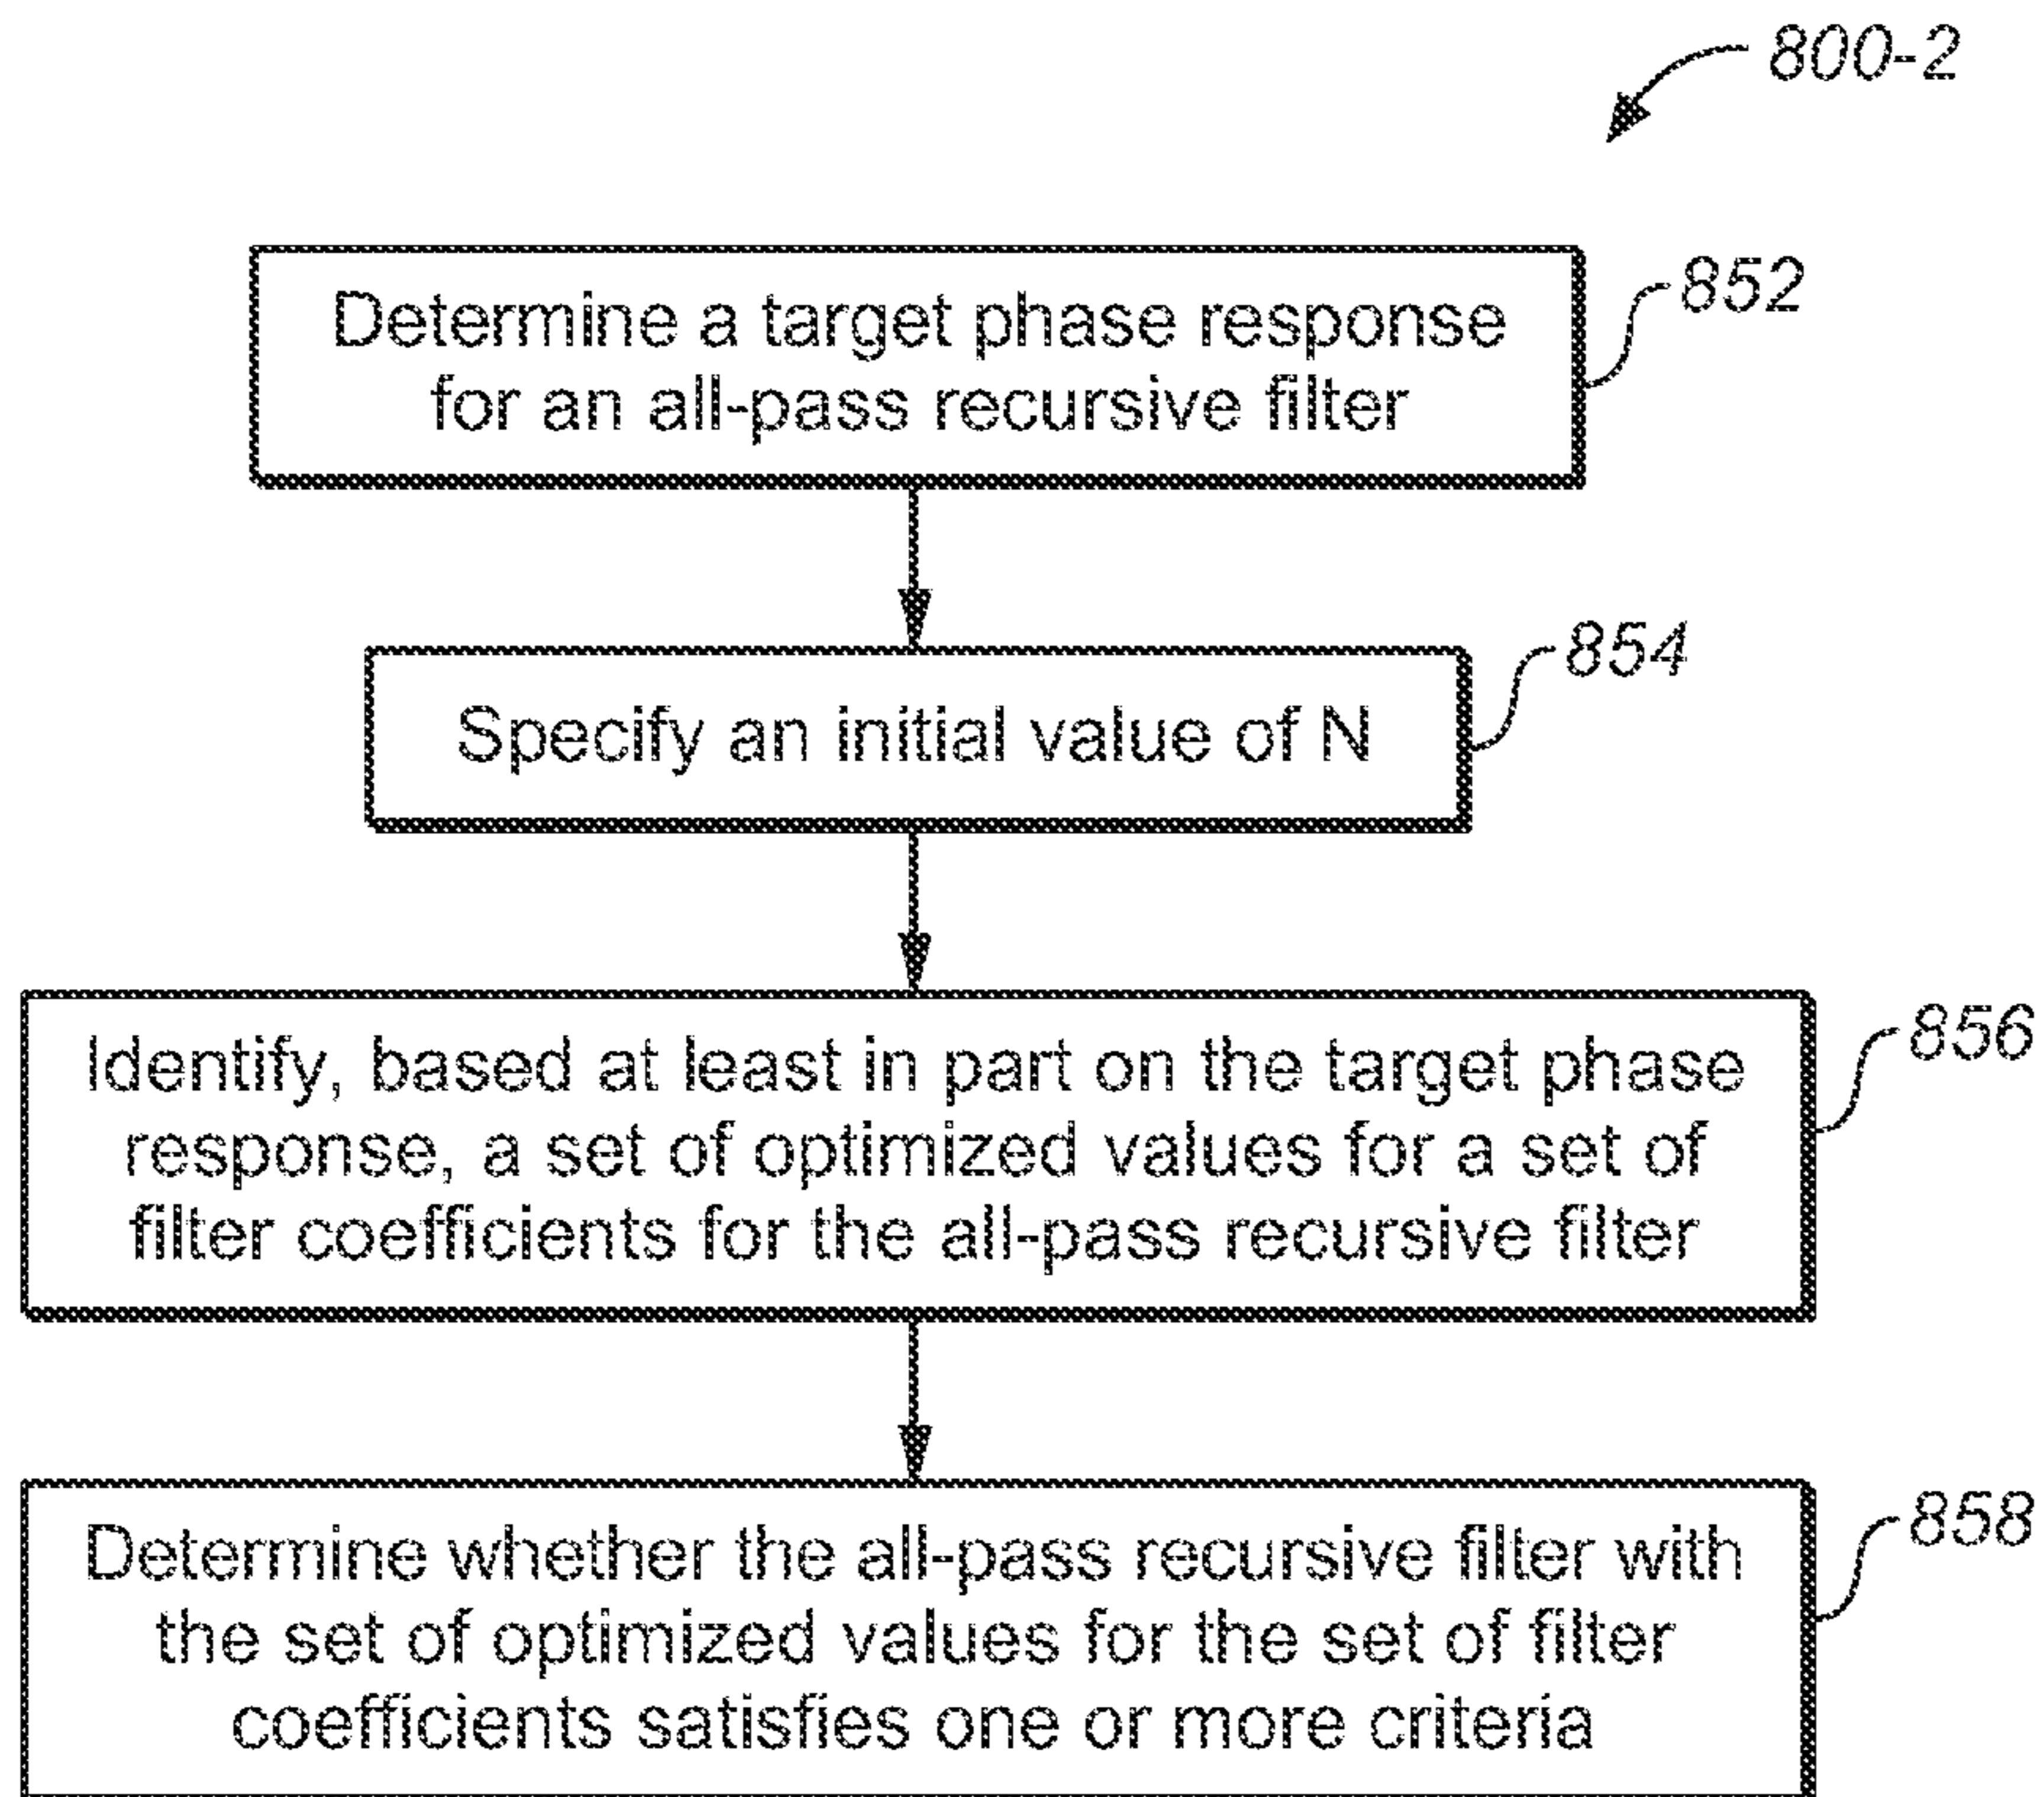 800-2
852
Determine a target phase response
for an all-pass recursive filter
854
Specify an initial value of N
856
Identify, based at least in part on the target phase
response, a set of optimized values for a set of
filter coefficients for the all-pass recursive filter
858
Determine whether the all-pass recursive filter with
the set of optimized values for the set of filter
coefficients satisfies one or more criteria